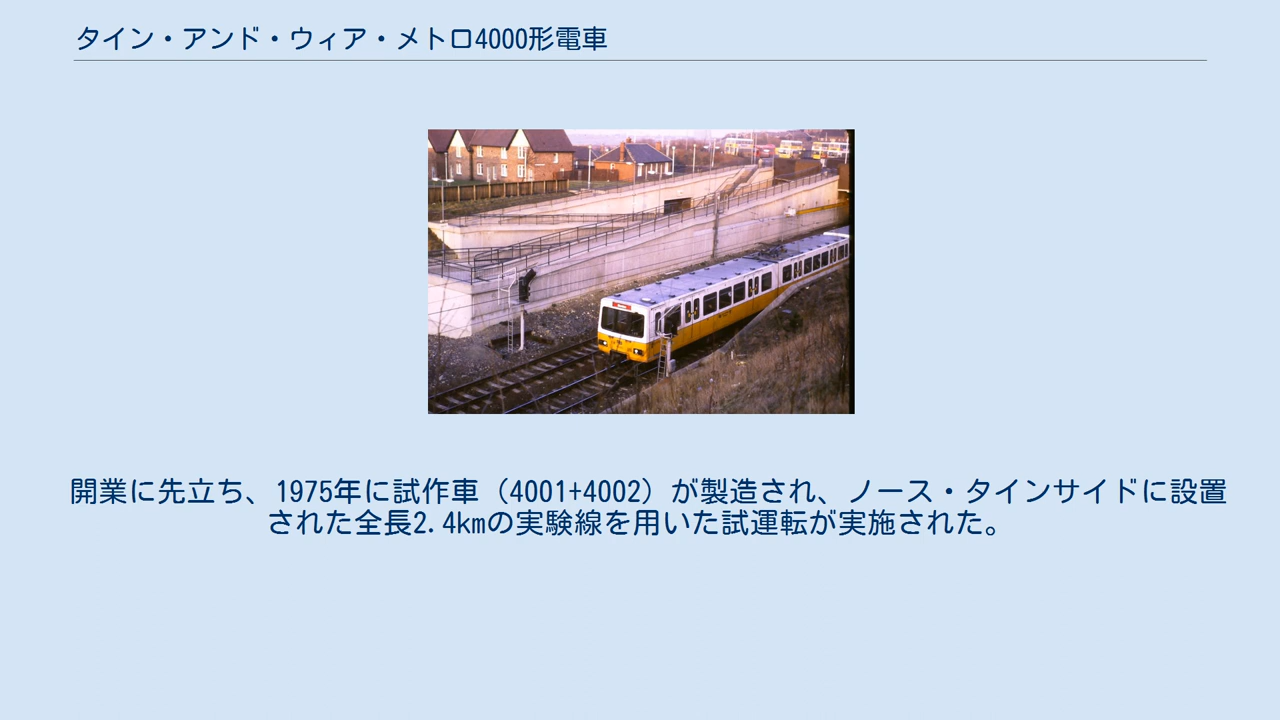 タイン・アンド・ウィア・メトロ4000形電車
開業に先立ち、1975年に試作車（4001+4002）が製造され、ノース・タインサイドに設置
された全長2.4kmの実験線を用いた試運転が実施された。